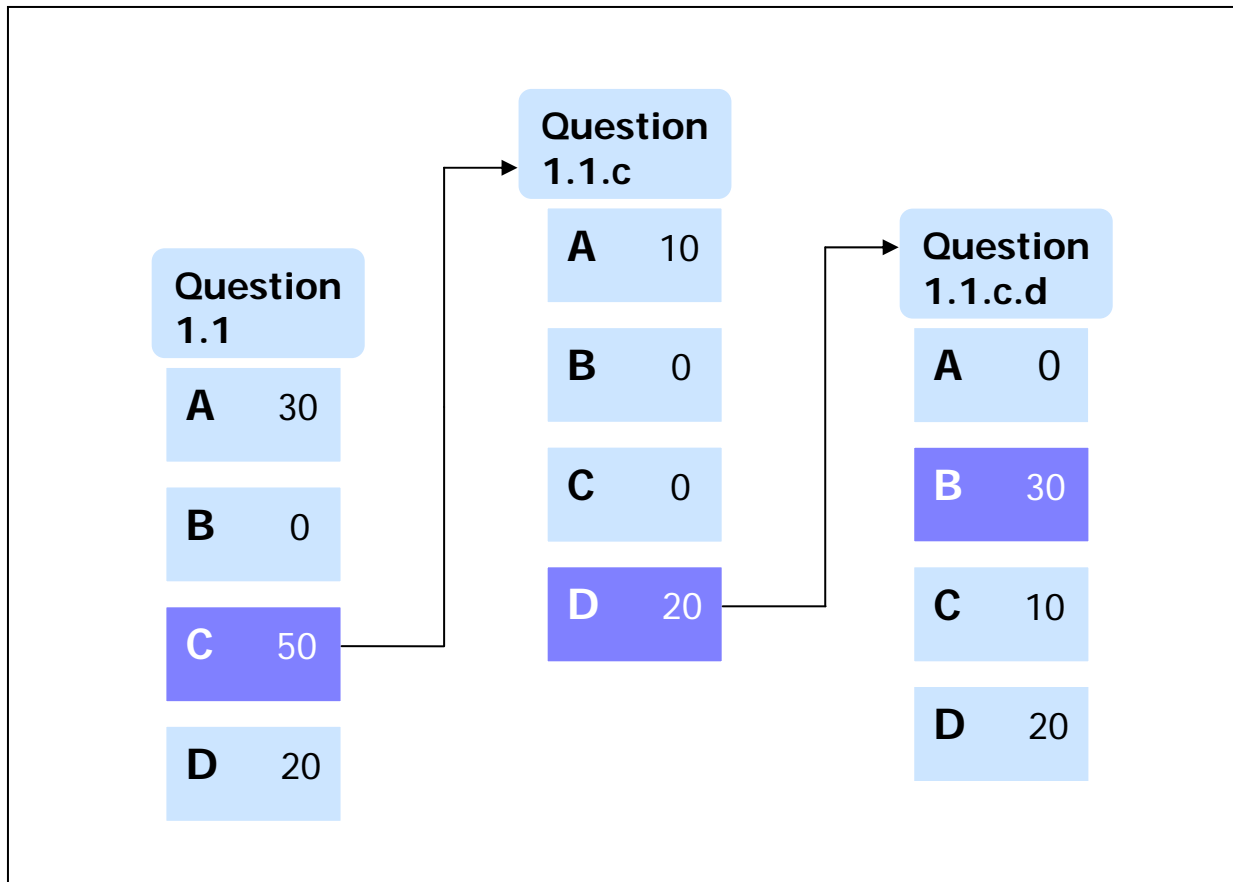 Question
1.1
A 30
B 0
C 50
D 20
Question
1.1.c
A 10
B 0
C 0
D 20
Question
1.1.c.d
A 0
B 30
C 10
D 20